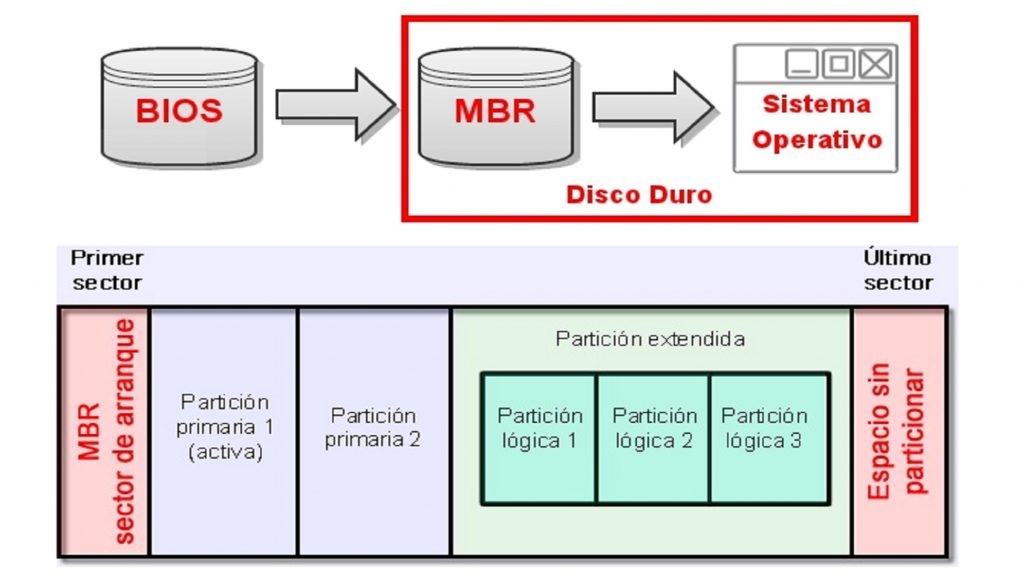 BIOS
MBR
Sistema
Operativo
Disco Duro
Primer
sector
Último
sector
MBR
sector de arranque
Partición
primaria 1
(activa)
Partición
primaria 2
Partición extendida
Partición
lógica 1
Partición
lógica 2
Partición
lógica 3
Espacio sin
particionar